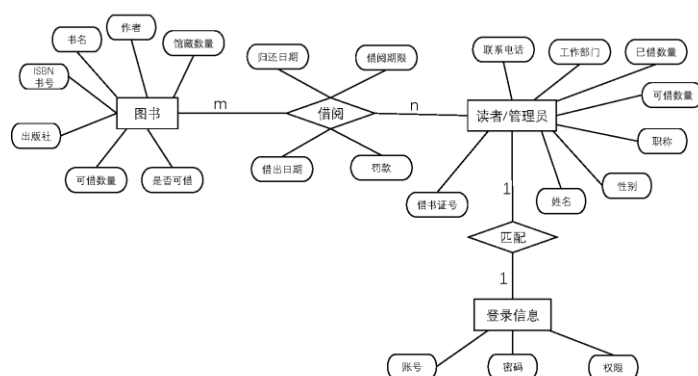 作者
书名
馆藏数量
ISBN
书号
图书
出版社
可借数量
是否可借
m
归还日期
借阅期限
借阅
借出日期
罚款
n
联系电话
工作部门
已借数量
可借数量
读者/管理员
职称
性别
姓名
借书证号
1
匹配
1
登录信息
账号
密码
权限